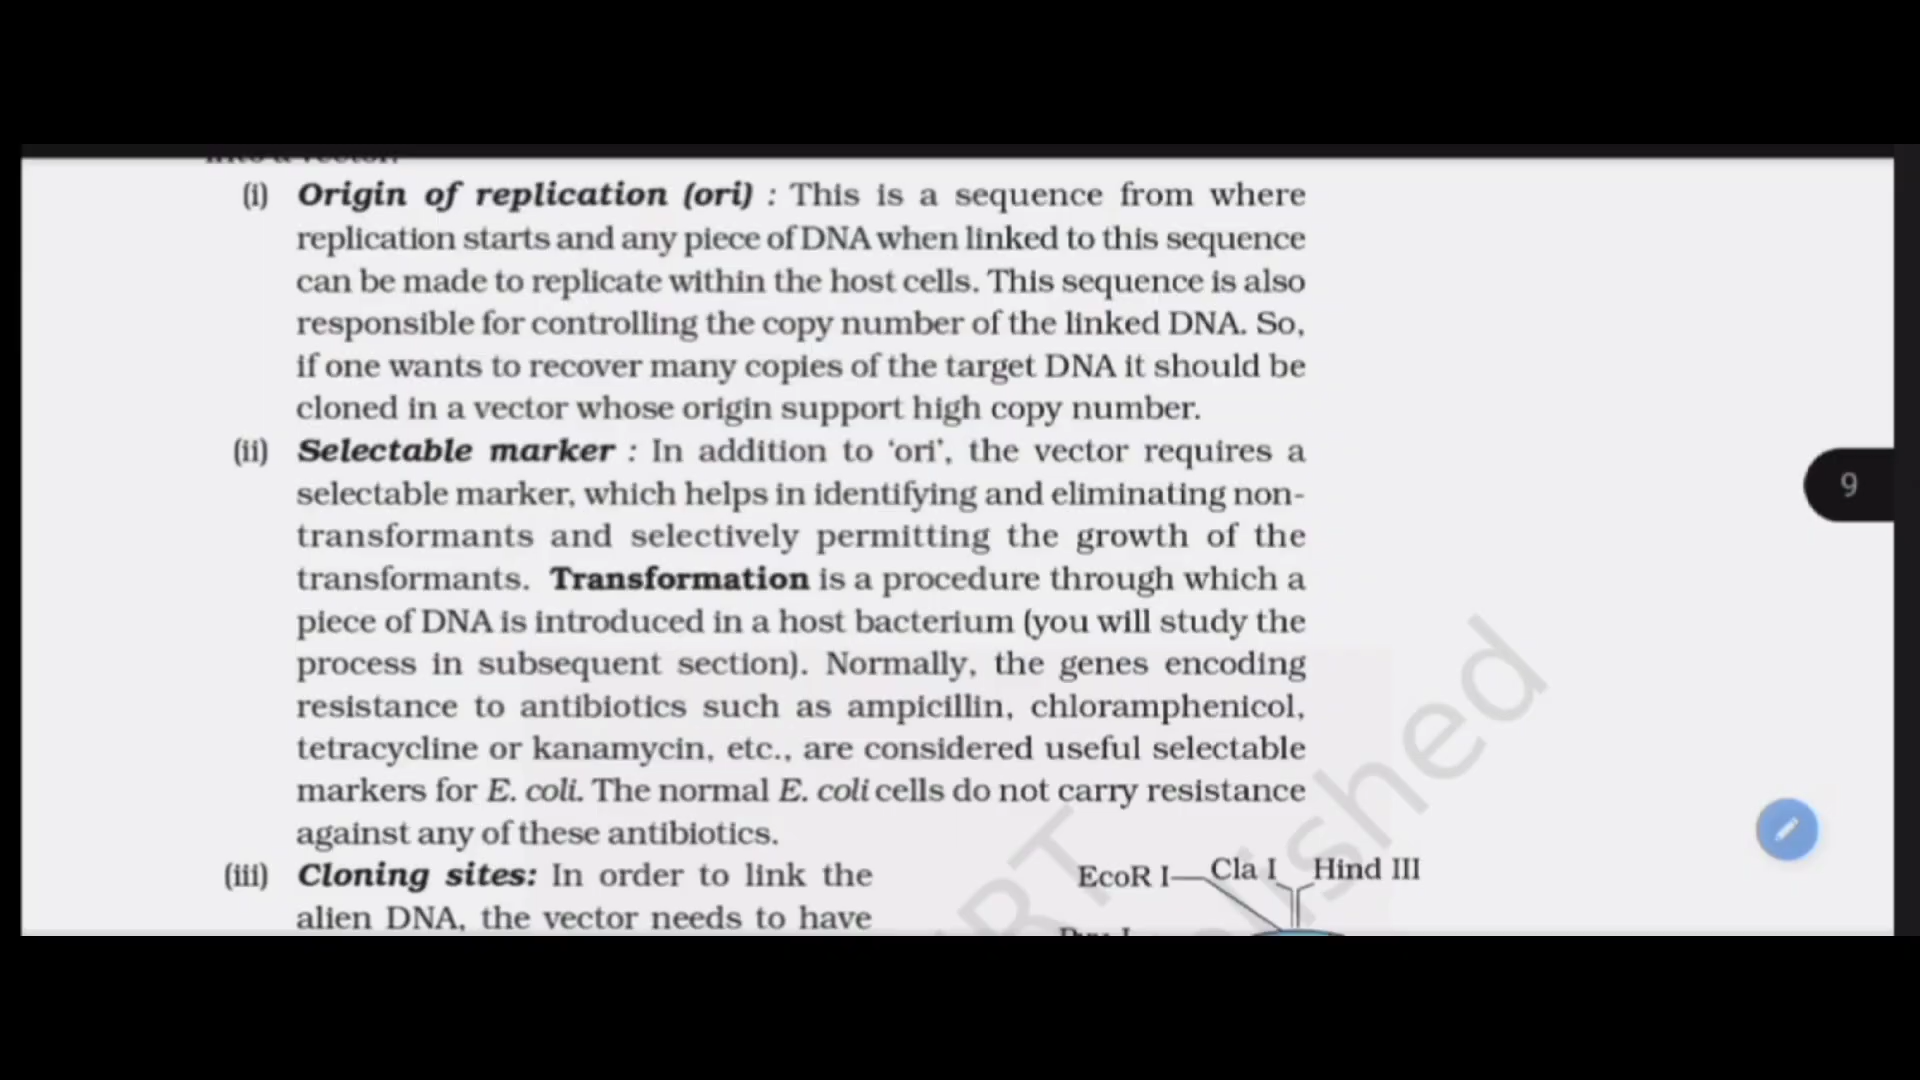 into a vector.
(i) Origin of replication (ori) : This is a sequence from where
replication starts and any piece of DNA when linked to this sequence
can be made to replicate within the host cells. This sequence is also
responsible for controlling the copy number of the linked DNA. So,
if one wants to recover many copies of the target DNA it should be
cloned in a vector whose origin support high copy number.
(ii) Selectable marker : In addition to ‘ori’, the vector requires a
selectable marker, which helps in identifying and eliminating non-
transformants and selectively permitting the growth of the
transformants. Transformation is a procedure through which a
piece of DNA is introduced in a host bacterium (you will study the
process in subsequent section). Normally, the genes encoding
resistance to antibiotics such as ampicillin, chloramphenicol,
tetracycline or kanamycin, etc., are considered useful selectable
markers for E. coli. The normal E. coli cells do not carry resistance
against any of these antibiotics.
(iii) Cloning sites: In order to link the
alien DNA, the vector needs to have
EcoR I Cla I Hind III
9